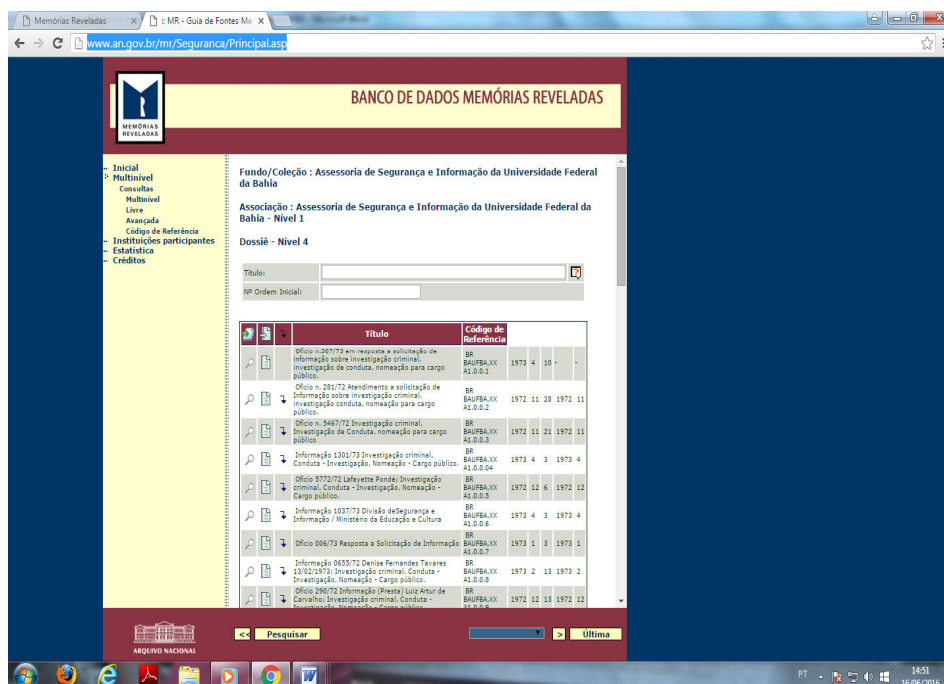 Memórias Reveladas
:: MR - Guia de Fontes Me
www.an.gov.br/mr/Seguranca/Principal.asp
MEMÓRIAS
REVELADAS
BANCO DE DADOS MEMÓRIAS REVELADAS
Inicial
Multinível
Consultas
Multinível
Livre
Avançada
Código de Referência
Instituições participantes
Estatística
Créditos
Fundo/Coleção : Assessoria de Segurança e Informação da Universidade Federal
da Bahia
Associação : Assessoria de Segurança e Informação da Universidade Federal da
Bahia - Nível 1
Dossiê - Nível 4
Título:
Nº Ordem Inicial:
Título
Código de
Referência
Ofício n.307/73 em resposta a solicitação de
informação sobre investigação criminal,
investigação de conduta, nomeação para cargo
público.
BR
BAUFBA,XX
A1.0.0.1
1973 4 10 - -
Ofício n. 281/72 Atendimento a solicitação de
Informação sobre investigação criminal,
investigação conduta, nomeação para cargo
público.
BR
BAUFBA,XX
A1.0.0.2
1972 11 28 1972 11
Ofício n. 5467/72 Investigação criminal,
Investigação de Conduta, nomeação para cargo
público
BR
BAUFBA,XX
A1.0.0.3
1972 11 21 1972 11
Informação 1301/73 Investigação criminal,
Conduta - Investigação, Nomeação - Cargo público.
BR
BAUFBA,XX
A1.0.0.04
1973 4 3 1973 4
Ofício 5772/72 Lafayette Pondé; Investigação
criminal, Conduta - Investigação, Nomeação -
Cargo público.
BR
BAUFBA,XX
A1.0.0.5
1972 12 6 1972 12
Informação 1037/73 Divisão deSegurança e
Informação / Ministério da Educação e Cultura
BR
BAUFBA,XX
A1.0.0.6
1973 4 3 1973 4
Ofício 006/73 Resposta a Solicitação de Informação
BR
BAUFBA,XX
A1.0.0.7
1973 1 3 1973 1
Informação 0655/72 Denise Fernandes Tavares
13/02/1973; Investigação criminal, Conduta -
Investigação, Nomeação - Cargo público.
BR
BAUFBA,XX
A1.0.0.8
1973 2 13 1973 2
Ofício 290/72 Informação (Presta) Luiz Artur de
Carvalho; Investigação criminal, Conduta -
Investigação, Nomeação - Cargo público
BR
BAUFBA,XX
A1.0.0.9
1972 12 13 1972 12
ARQUIVO NACIONAL
<< Pesquisar
> Última
PT
14:51
16/06/2016